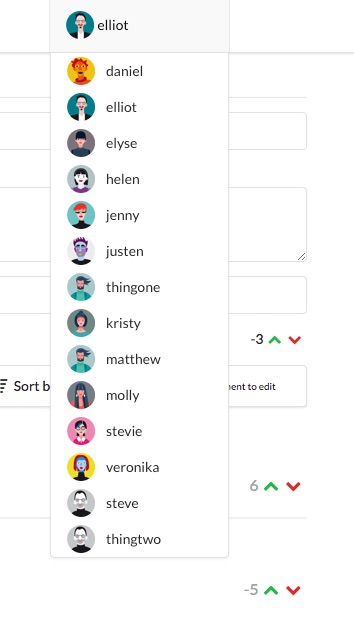 elliot
daniel
elliot
elyse
helen
jenny
justen
thingone
kristy
-3
matthew
Sort b
ent to edit
molly
stevie
veronika
6
steve
thingtwo
-5